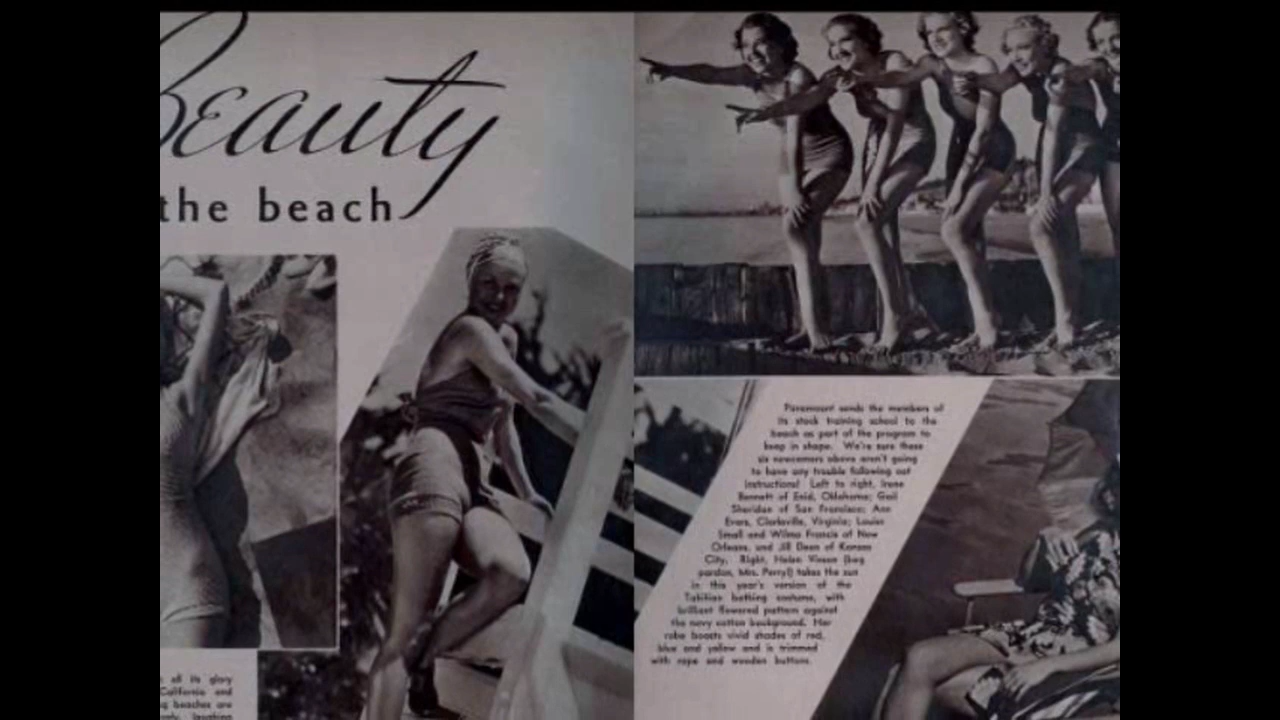 Beauty
the beach
all its glory
California and
beaches are
Paramount sends the members of
its stock training school to the
beach as part of the program to
keep in shape. We're sure these
six newcomers above aren't going
to have any trouble following out
instructions! Left to right, Irene
Bennett of Enid, Oklahoma; Gail
Sheridan of San Francisco; Ann
Evers, Clarksville, Virginia; Louise
Small and Wilma Francis of New
Orleans, and Jill Deen of Kansas
City. Right, Helen Vinson (beg
pardon, Mrs. Perry!) takes the sun
in this year's version of the
Tahitian bathing costume, with
brilliant flowered pattern against
the navy cotton background. Her
robe boasts vivid shades of red,
blue and yellow and is trimmed
with rope and wooden buttons.